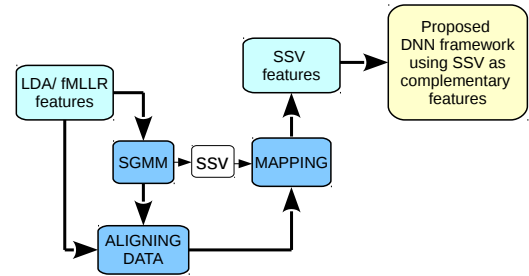 Proposed
DNN framework
using SSV as
complementary
features
SSV
features
LDA/ fMLLR
features
SGMM
SSV
MAPPING
ALIGNING
DATA